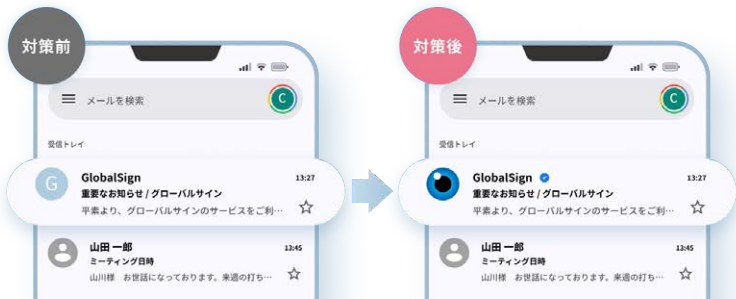 対策前
メールを検索
C
受信トレイ
G
GlobalSign
13:27
重要なお知らせ / グローバルサイン
平素より、グローバルサインのサービスをご利…
山田 一郎
13:45
ミーティング日時
山川様 お世話になっております。来週の打ち…
対策後
メールを検索
C
受信トレイ
GlobalSign
13:27
重要なお知らせ / グローバルサイン
平素より、グローバルサインのサービスをご利…
山田 一郎
13:45
ミーティング日時
山川様 お世話になっております。来週の打ち…